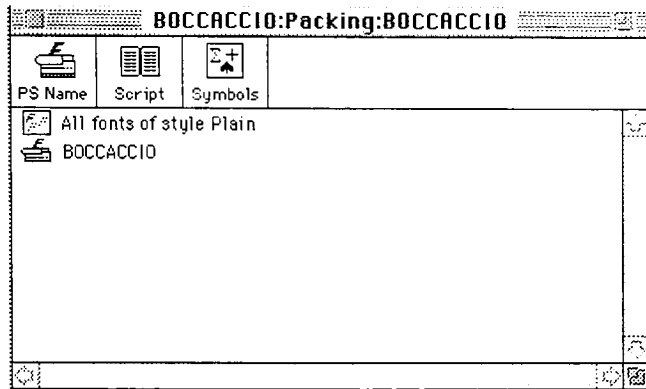 BOCCACCIO:Packing:BOCCACCIO
PS Name Script Symbols
All fonts of style Plain
BOCCACCIO